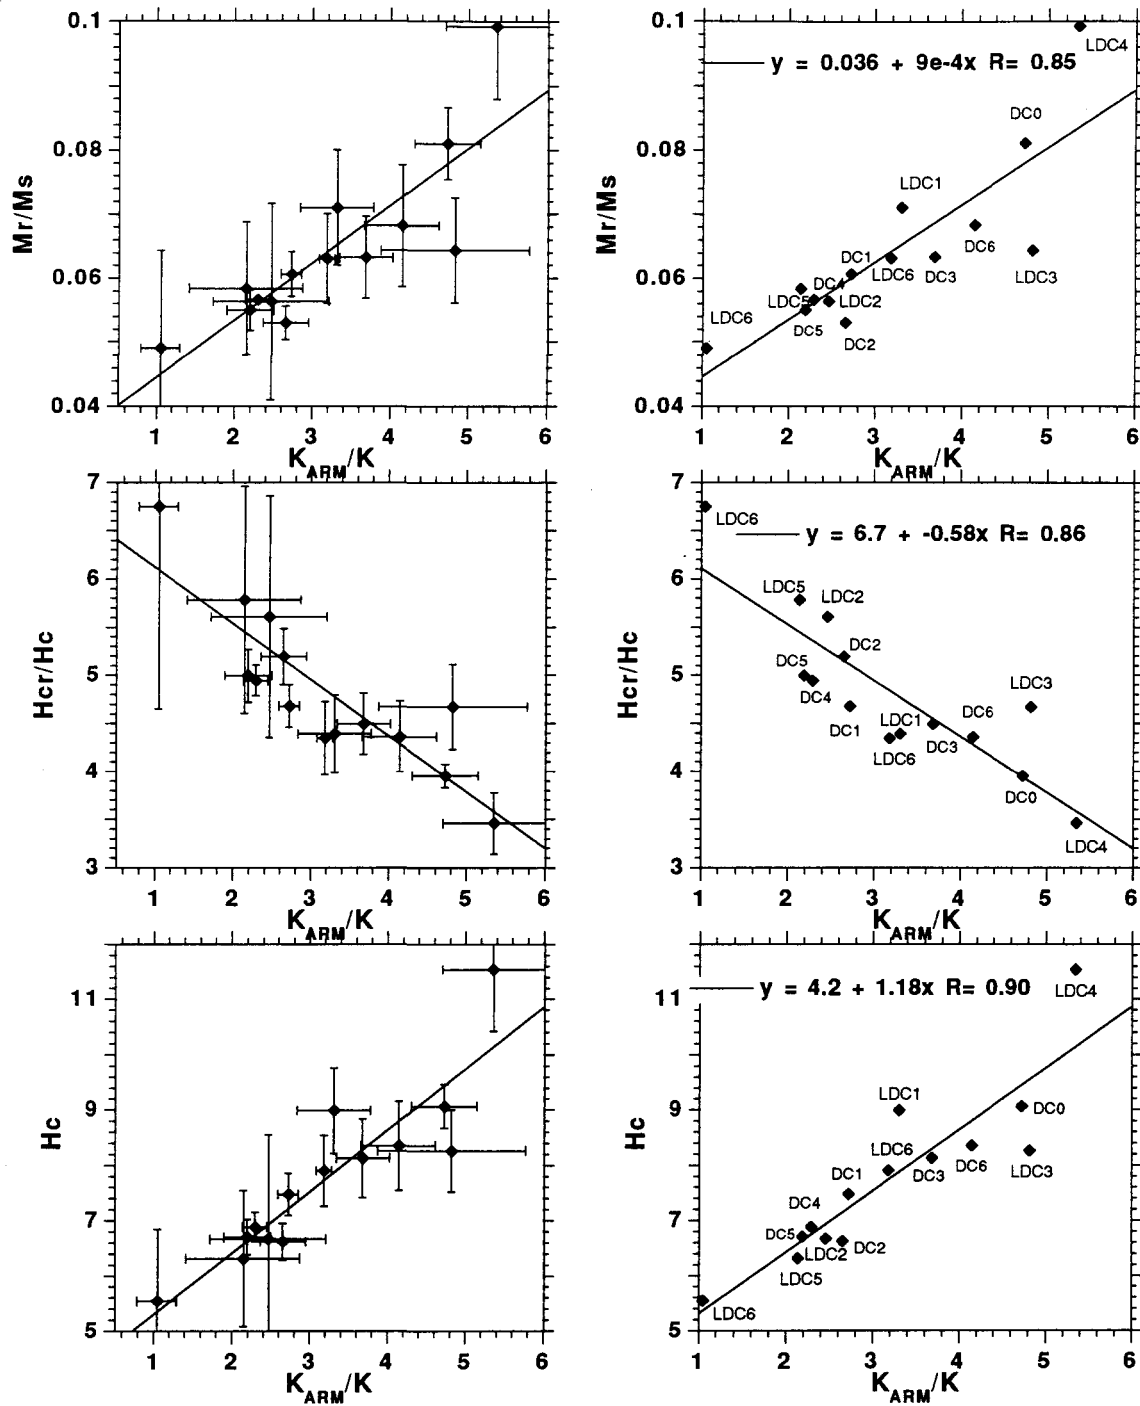 0.1
0.08
0.06
0.04
Mr/Ms
1 2 3 4 5 6
K_ARM/K
0.1
0.08
0.06
0.04
Mr/Ms
y = 0.036 + 9e-4x R= 0.85
LDC4
DC0
LDC1
DC6
DC1
LDC6
DC3
LDC3
DC4
LDC5
LDC2
LDC6
DC5
DC2
1 2 3 4 5 6
K_ARM/K
7
6
5
4
3
Hcr/Hc
1 2 3 4 5 6
K_ARM/K
7
6
5
4
3
Hcr/Hc
LDC6
y = 6.7 + -0.58x R= 0.86
LDC5
LDC2
DC2
DC5
DC4
LDC3
DC6
DC1
LDC1
DC3
LDC6
DC0
LDC4
1 2 3 4 5 6
K_ARM/K
11
9
7
5
Hc
1 2 3 4 5 6
K_ARM/K
11
9
7
5
Hc
y = 4.2 + 1.18x R= 0.90
LDC4
LDC1
DC0
LDC6
DC3
DC6
LDC3
DC1
DC4
DC5
LDC2
DC2
LDC5
LDC6
1 2 3 4 5 6
K_ARM/K